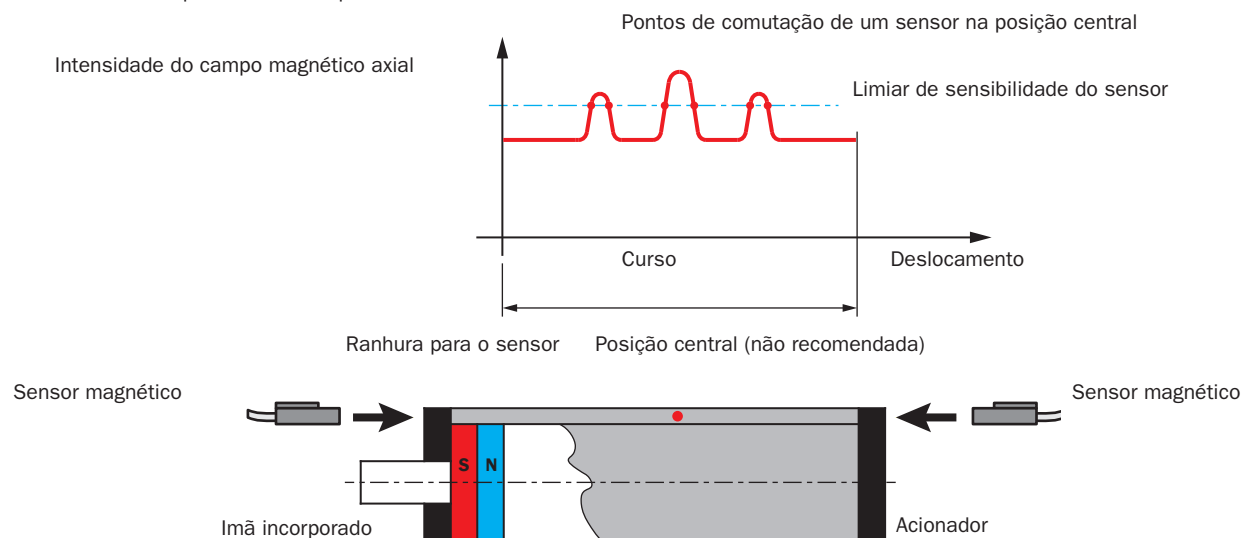 Pontos de comutação de um sensor na posição central
Intensidade do campo magnético axial
Limiar de sensibilidade do sensor
Curso
Deslocamento
Ranhura para o sensor
Posição central (não recomendada)
Sensor magnético
Sensor magnético
S
N
Imã incorporado
Acionador